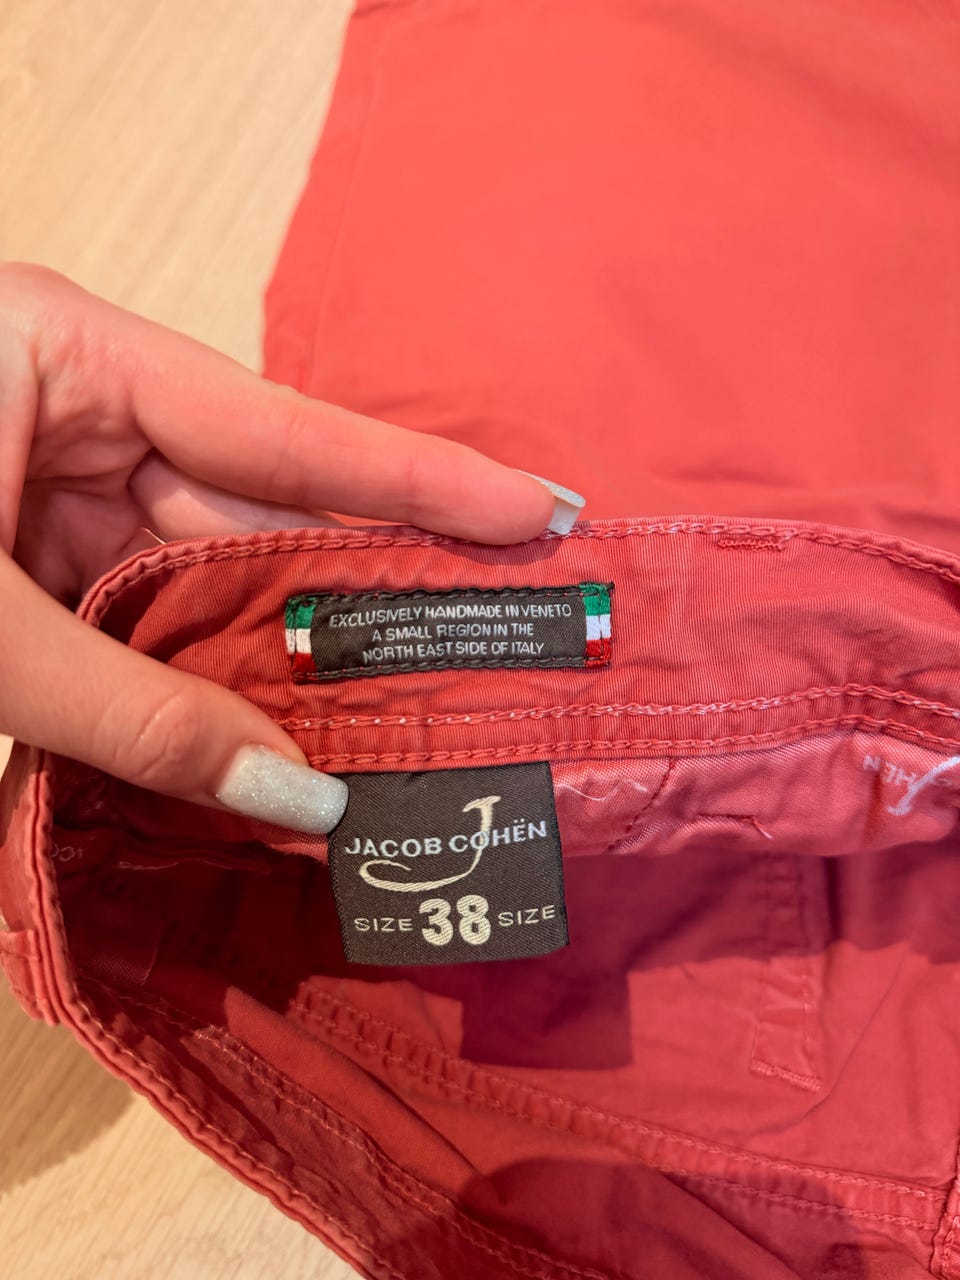 EXCLUSIVELY HANDMADE IN VENETO
A SMALL REGION IN THE
NORTH EAST SIDE OF ITALY
JACOB COHËN
SIZE 38 SIZE